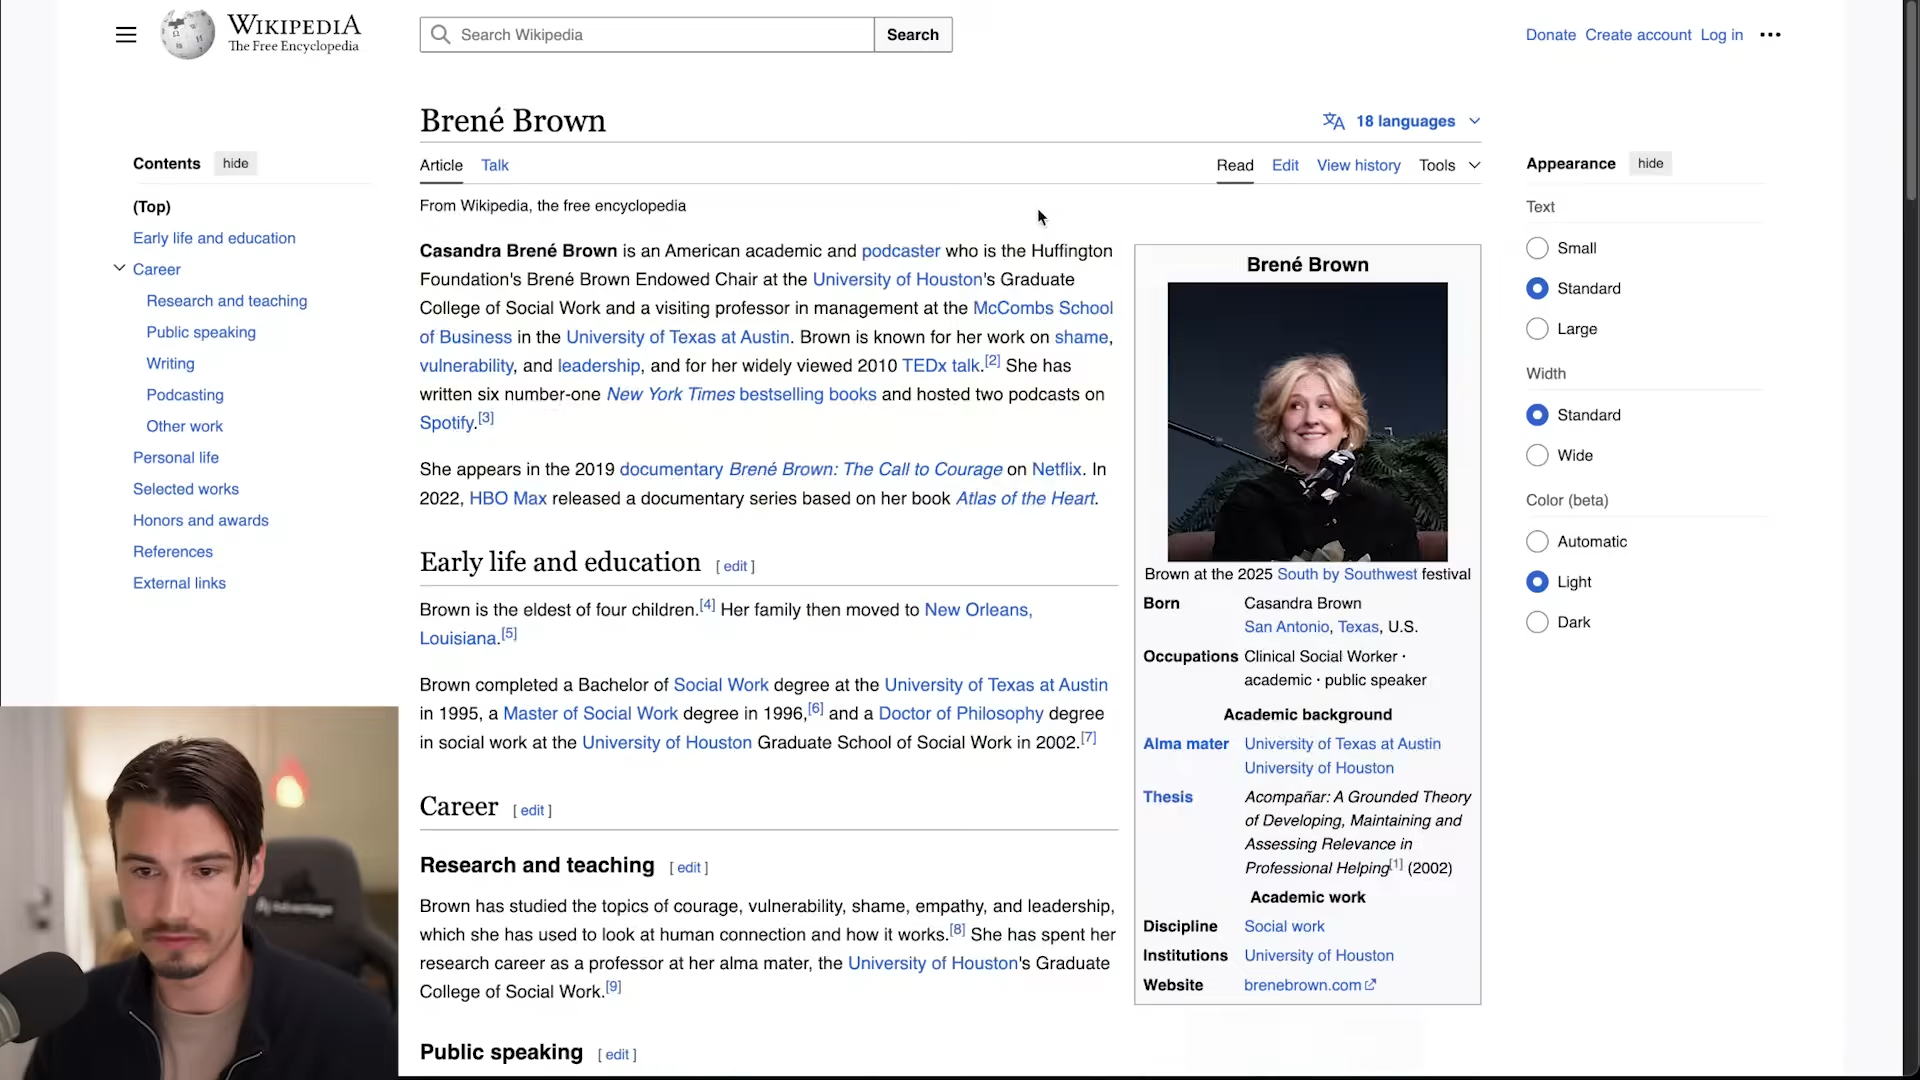 WIKIPEDIA
The Free Encyclopedia
Search Wikipedia
Search
Donate Create account Log in
Brené Brown
18 languages
Article Talk
Read Edit View history Tools
From Wikipedia, the free encyclopedia
Contents hide
(Top)
Early life and education
Career
Research and teaching
Public speaking
Writing
Podcasting
Other work
Personal life
Selected works
Honors and awards
References
External links
Casandra Brené Brown is an American academic and podcaster who is the Huffington
Foundation's Brené Brown Endowed Chair at the University of Houston's Graduate
College of Social Work and a visiting professor in management at the McCombs School
of Business in the University of Texas at Austin. Brown is known for her work on shame,
vulnerability, and leadership, and for her widely viewed 2010 TEDx talk.[2] She has
written six number-one New York Times bestselling books and hosted two podcasts on
Spotify.[3]
She appears in the 2019 documentary Brené Brown: The Call to Courage on Netflix. In
2022, HBO Max released a documentary series based on her book Atlas of the Heart.
Early life and education [ edit ]
Brown is the eldest of four children.[4] Her family then moved to New Orleans,
Louisiana.[5]
Brown completed a Bachelor of Social Work degree at the University of Texas at Austin
in 1995, a Master of Social Work degree in 1996,[6] and a Doctor of Philosophy degree
in social work at the University of Houston Graduate School of Social Work in 2002.[7]
Career [ edit ]
Research and teaching [ edit ]
Brown has studied the topics of courage, vulnerability, shame, empathy, and leadership,
which she has used to look at human connection and how it works.[8] She has spent her
research career as a professor at her alma mater, the University of Houston's Graduate
College of Social Work.[9]
Public speaking [ edit ]
Brené Brown
Brown at the 2025 South by Southwest festival
Born Casandra Brown
San Antonio, Texas, U.S.
Occupations Clinical Social Worker ·
academic · public speaker
Academic background
Alma mater University of Texas at Austin
University of Houston
Thesis Acompañar: A Grounded Theory
of Developing, Maintaining and
Assessing Relevance in
Professional Helping[1] (2002)
Academic work
Discipline Social work
Institutions University of Houston
Website brenebrown.com
Appearance hide
Text
Small
Standard
Large
Width
Standard
Wide
Color (beta)
Automatic
Light
Dark